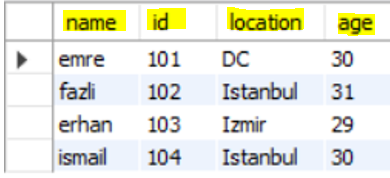 name id location age
emre 101 DC 30
fazli 102 Istanbul 31
erhan 103 Izmir 29
ismail 104 Istanbul 30